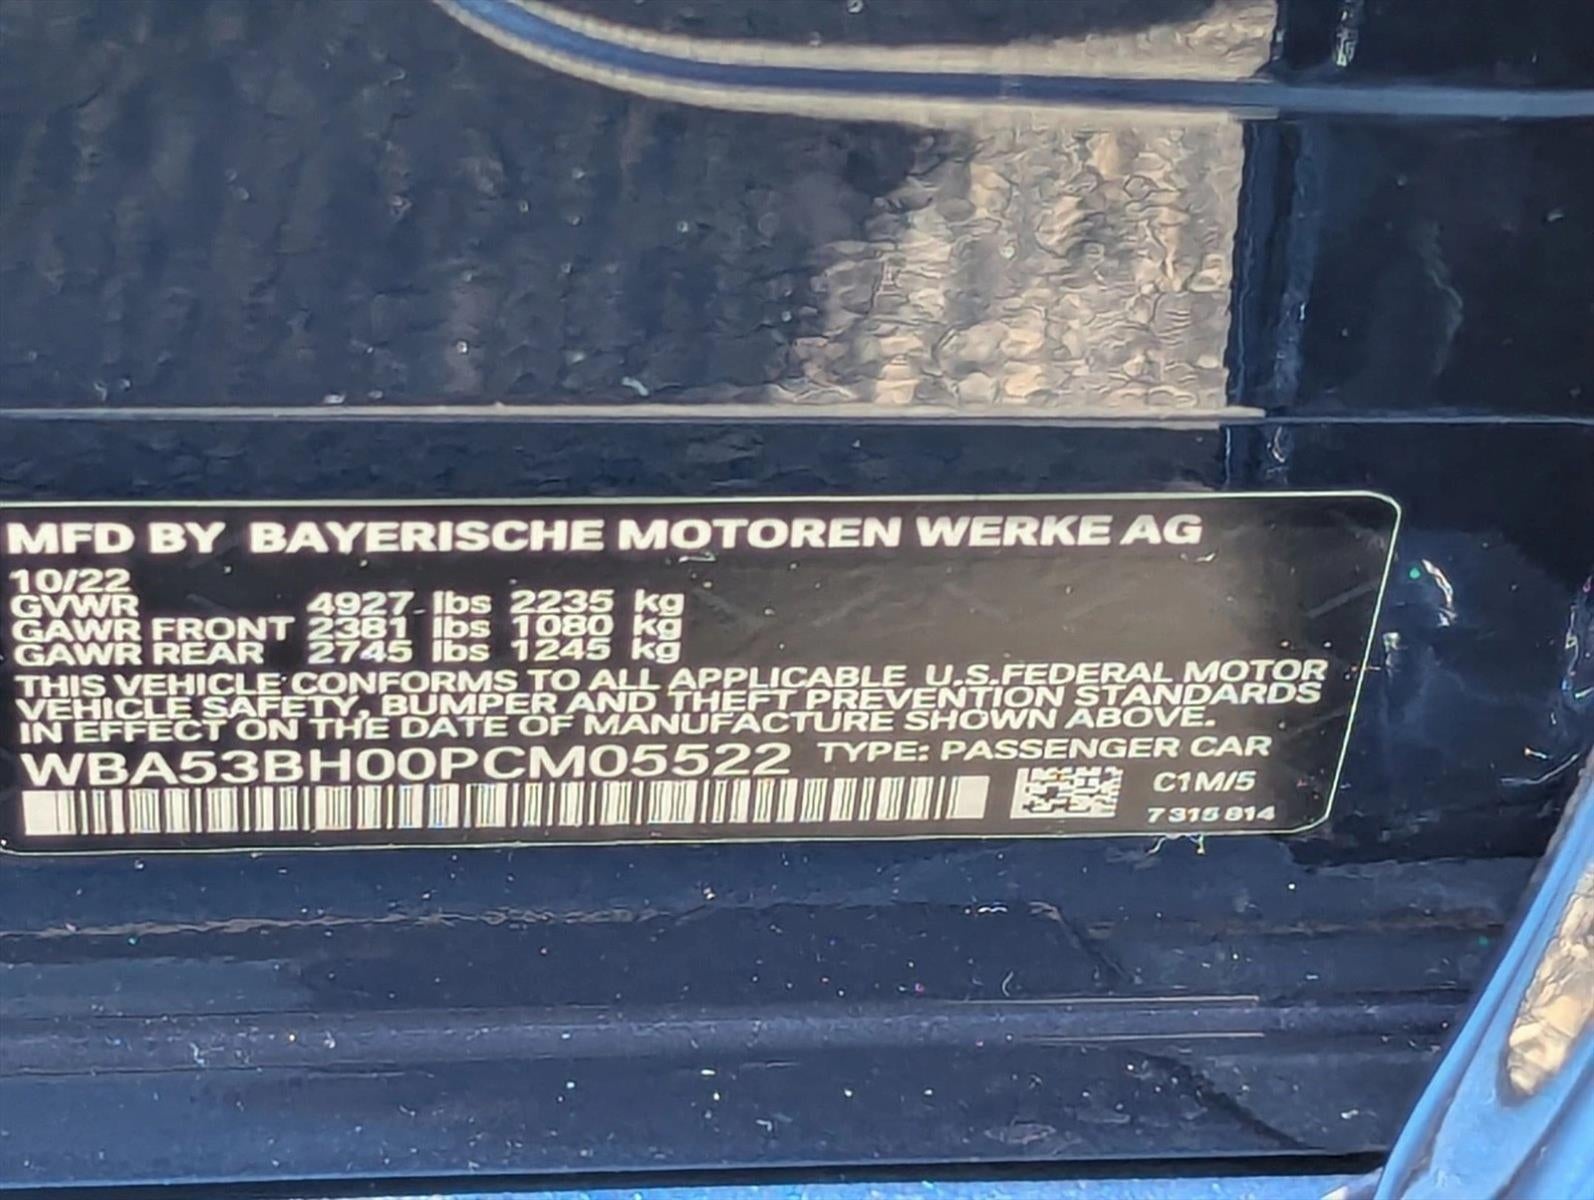 MFD BY BAYERISCHE MOTOREN WERKE AG
10/22
GVWR 4927 lbs 2235 kg
GAWR FRONT 2381 lbs 1080 kg
GAWR REAR 2745 lbs 1245 kg
THIS VEHICLE CONFORMS TO ALL APPLICABLE U.S.FEDERAL MOTOR
VEHICLE SAFETY, BUMPER AND THEFT PREVENTION STANDARDS
IN EFFECT ON THE DATE OF MANUFACTURE SHOWN ABOVE.
WBA53BH00PCM05522 TYPE: PASSENGER CAR
C1M/5
7 315 814